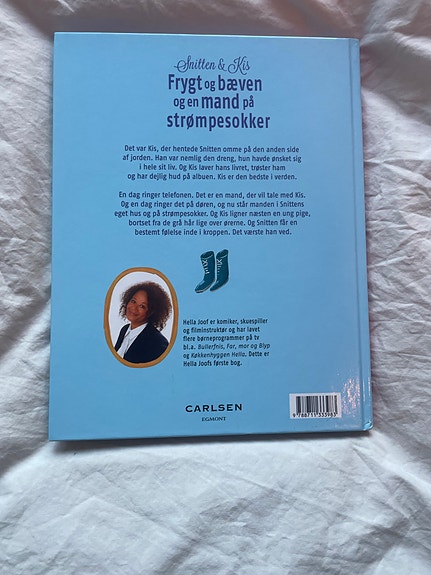 Snitten & Kis
Frygt og bæven
og en mand på
strømpesokker
Det var Kis, der hentede Snitten omme på den anden side
af jorden. Han var nemlig den dreng, hun havde ønsket sig
i hele sit liv. Og Kis laver hans livret, trøster ham
og har dejlig hud på albuen. Kis er den bedste i verden.
En dag ringer telefonen. Det er en mand, der vil tale med Kis.
Og en dag ringer det på døren, og nu står manden i Snittens
eget hus og på strømpesokker. Og Kis ligner næsten en ung pige,
bortset fra de grå hår lige over ørerne. Og Snitten får en
bestemt følelse inde i kroppen. Det værste han ved.
Hella Joof er komiker, skuespiller
og filminstruktør og har lavet
flere børneprogrammer på tv
bl.a. Bullerfnis, Far, mor og Blyp
og Køkkenhyggen Hella. Dette er
Hella Joofs første bog.
CARLSEN
EGMONT
9 788711 333983